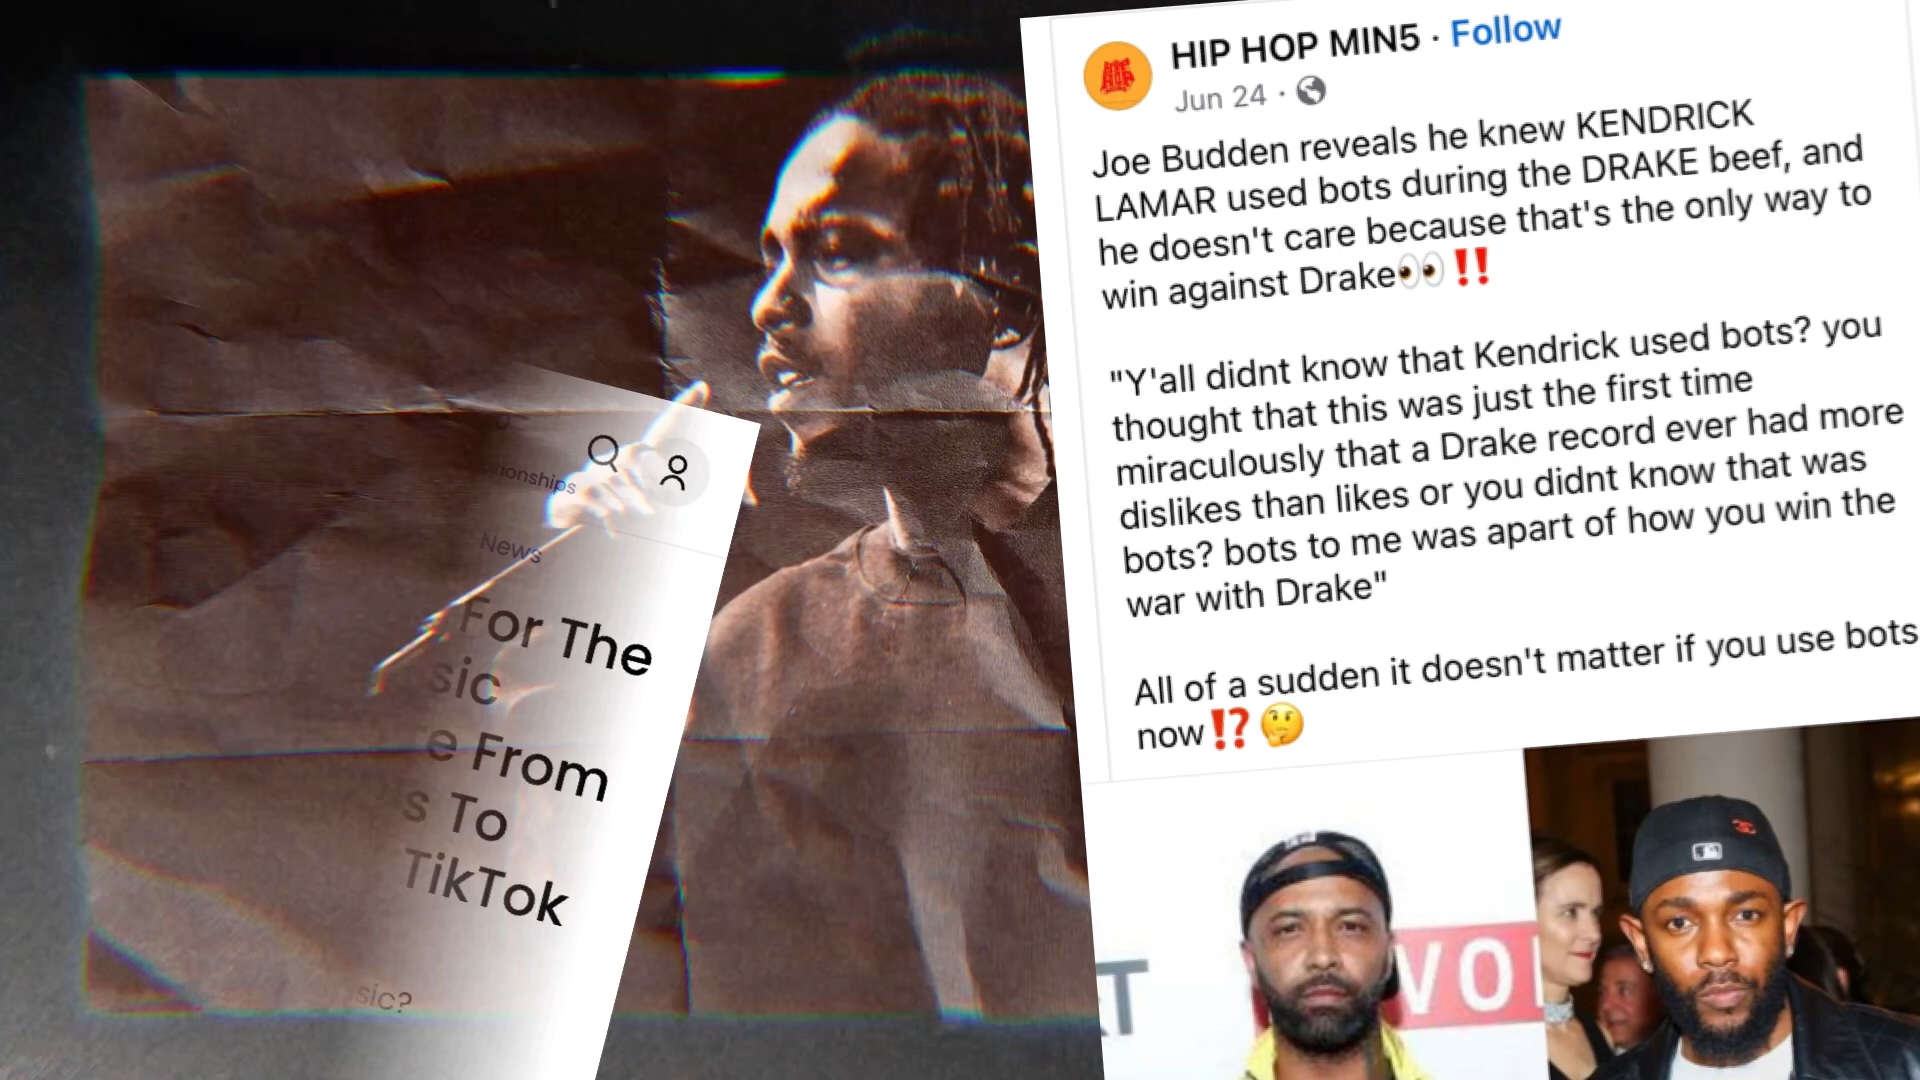 HIP HOP MIN5 · Follow
Jun 24 ·
Joe Budden reveals he knew KENDRICK
LAMAR used bots during the DRAKE beef, and
he doesn't care because that's the only way to
win against Drake👀‼️
"Y'all didnt know that Kendrick used bots? you
thought that this was just the first time
miraculously that a Drake record ever had more
dislikes than likes or you didnt know that was
bots? bots to me was apart of how you win the
war with Drake"
All of a sudden it doesn't matter if you use bots
now⁉️🤔
tionships
News
For The
sic
e From
s To
TikTok
sic?
VO
T